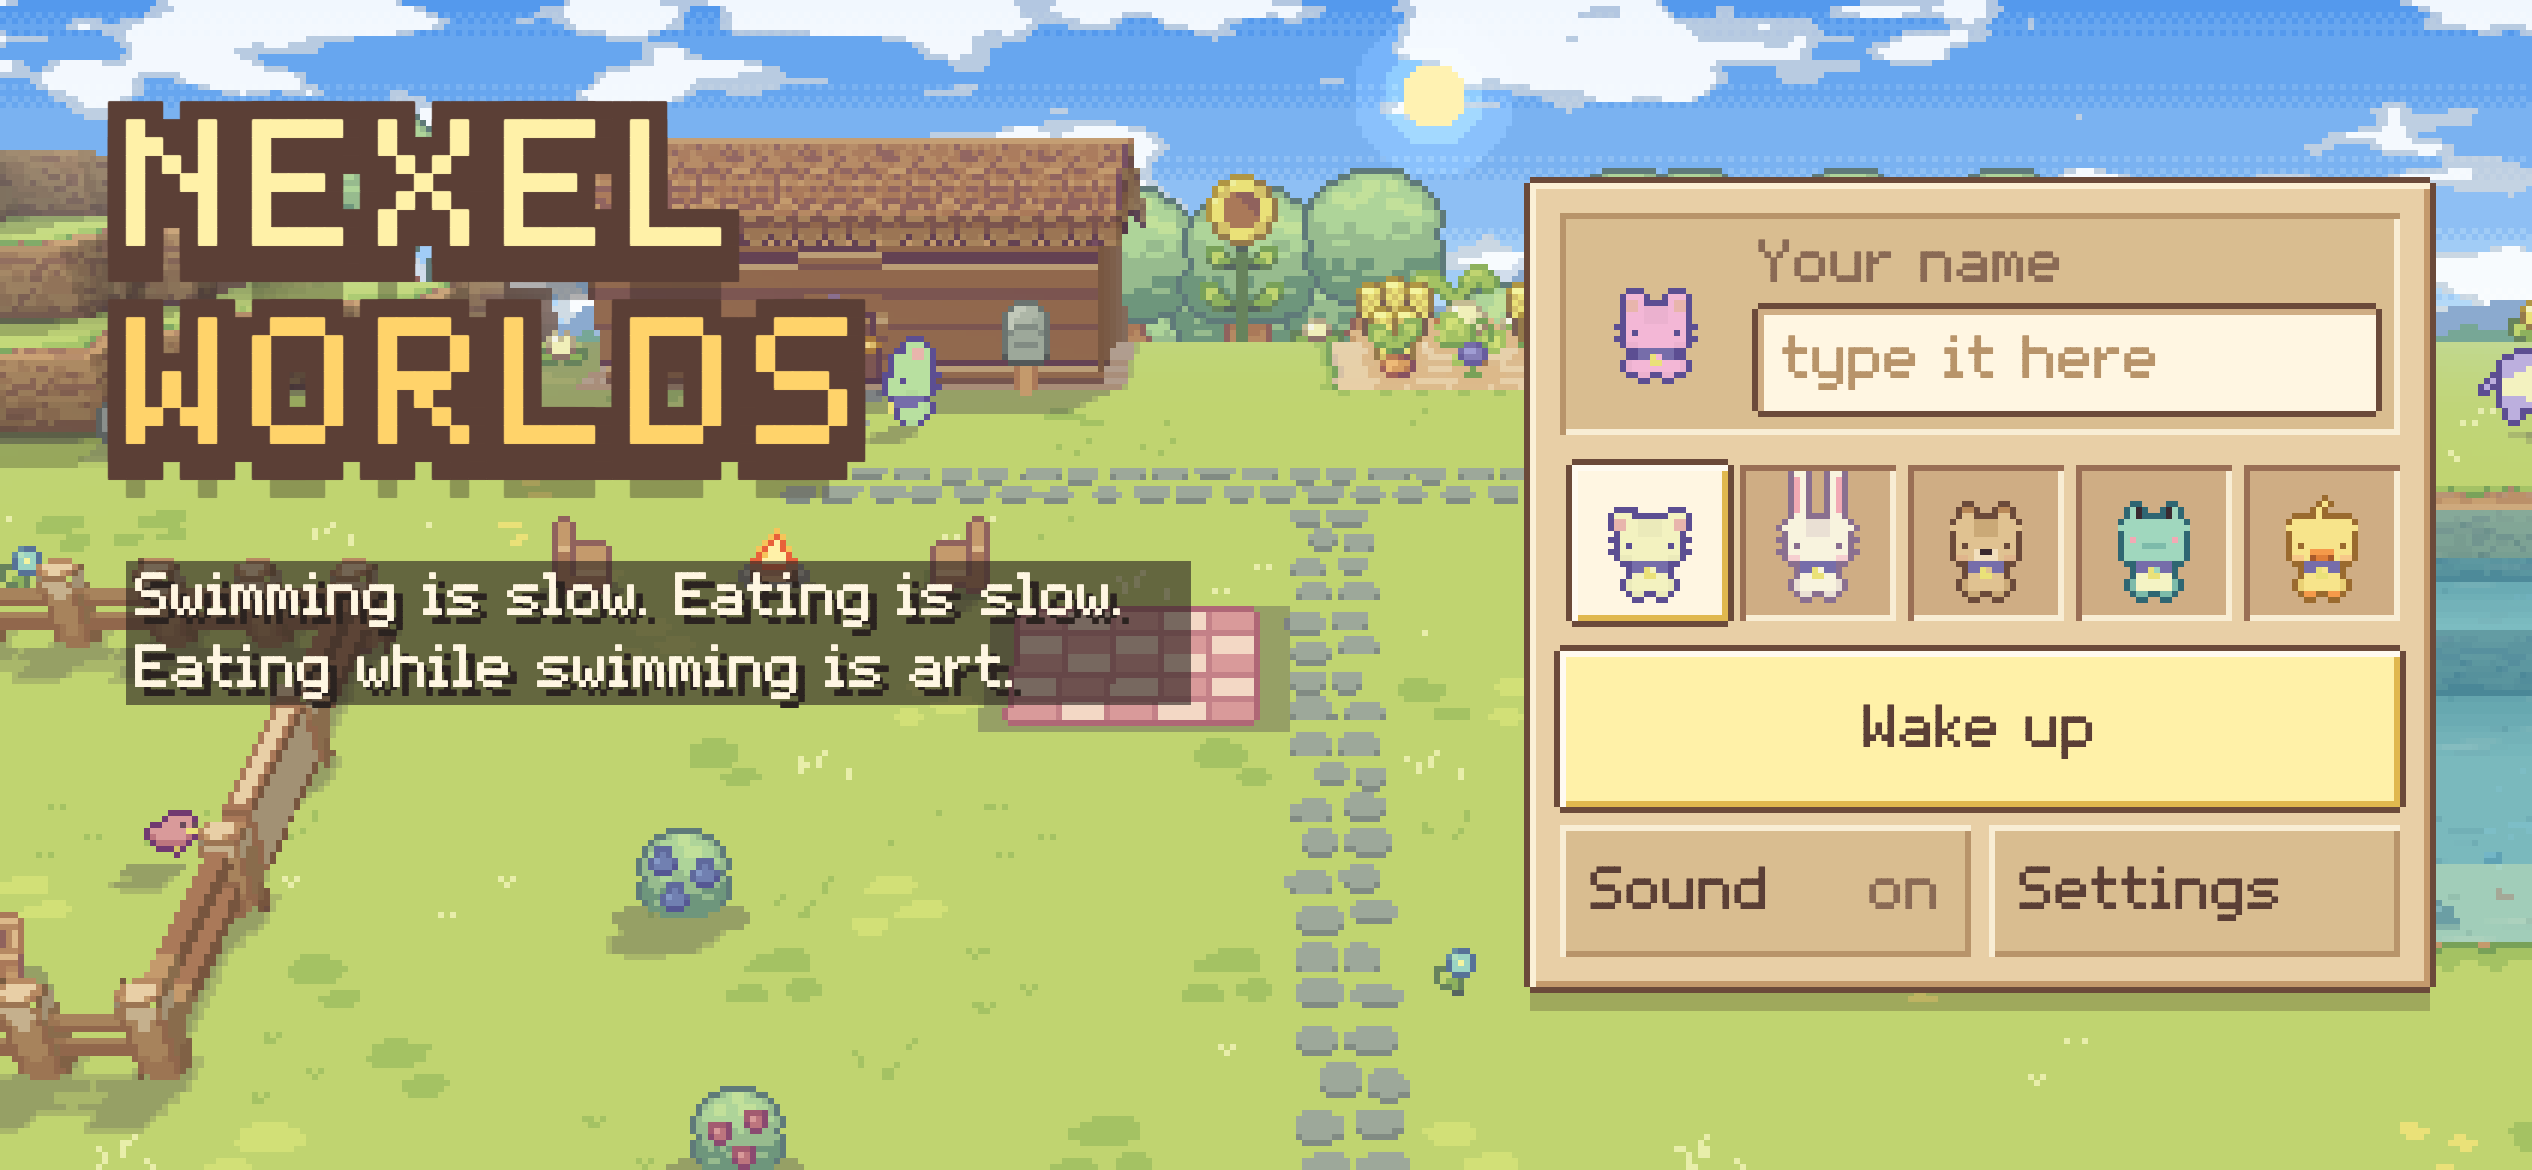 NEXEL
WORLDS
Swimming is slow. Eating is slow.
Eating while swimming is art.
Your name
type it here
Wake up
Sound on
Settings